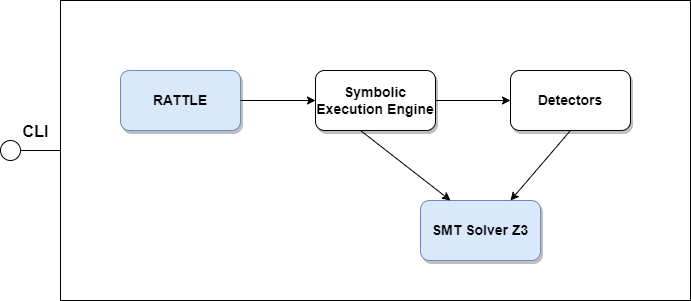 CLI
RATTLE
Symbolic
Execution Engine
Detectors
SMT Solver Z3